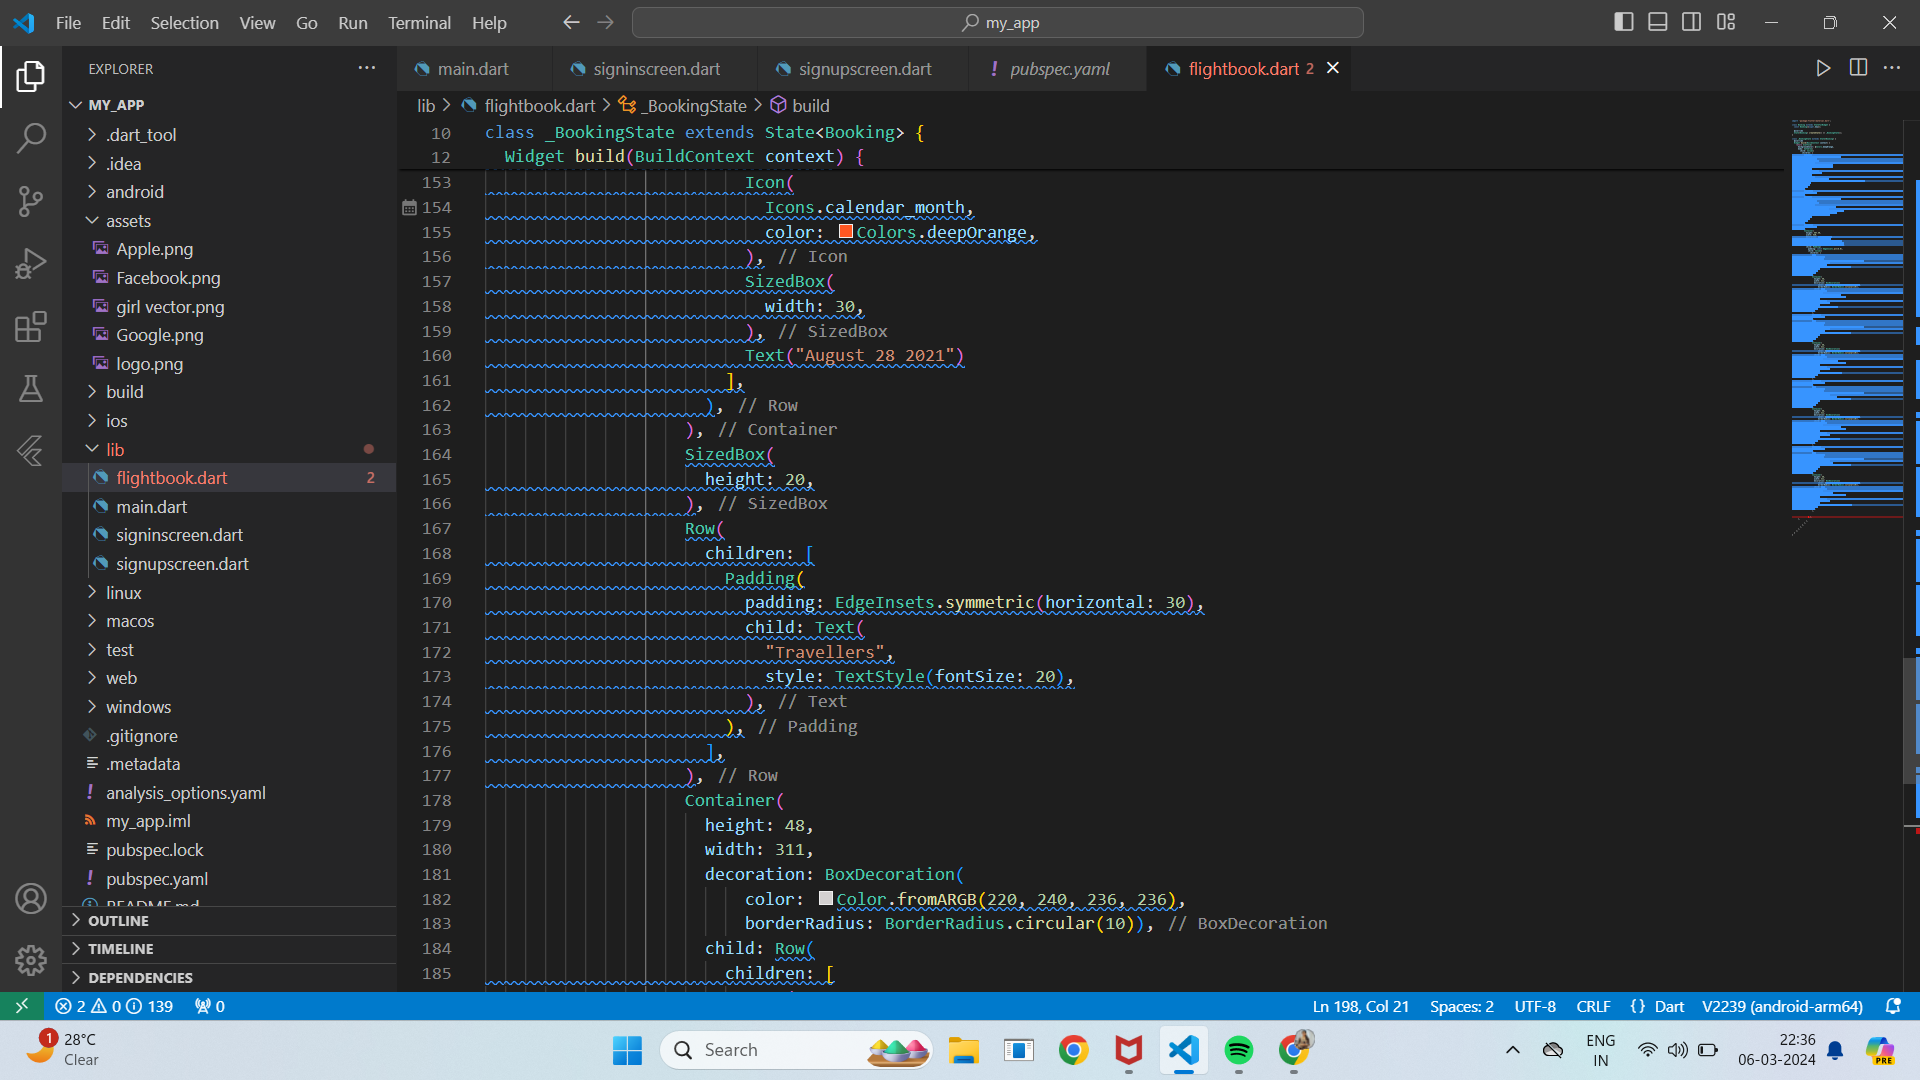 File Edit Selection View Go Run Terminal Help
my_app
EXPLORER
main.dart
signinscreen.dart
signupscreen.dart
! pubspec.yaml
flightbook.dart 2
MY_APP
.dart_tool
.idea
android
assets
Apple.png
Facebook.png
girl vector.png
Google.png
logo.png
build
ios
lib
flightbook.dart 2
main.dart
signinscreen.dart
signupscreen.dart
linux
macos
test
web
windows
.gitignore
.metadata
! analysis_options.yaml
my_app.iml
pubspec.lock
! pubspec.yaml
README.md
OUTLINE
TIMELINE
DEPENDENCIES
lib > flightbook.dart > _BookingState > build
10 class _BookingState extends State<Booking> {
12 Widget build(BuildContext context) {
153 Icon(
154 Icons.calendar_month,
155 color: Colors.deepOrange,
156 ), // Icon
157 SizedBox(
158 width: 30,
159 ), // SizedBox
160 Text("August 28 2021")
161 ],
162 ), // Row
163 ), // Container
164 SizedBox(
165 height: 20,
166 ), // SizedBox
167 Row(
168 children: [
169 Padding(
170 padding: EdgeInsets.symmetric(horizontal: 30),
171 child: Text(
172 "Travellers",
173 style: TextStyle(fontSize: 20),
174 ), // Text
175 ), // Padding
176 ],
177 ), // Row
178 Container(
179 height: 48,
180 width: 311,
181 decoration: BoxDecoration(
182 color: Color.fromARGB(220, 240, 236, 236),
183 borderRadius: BorderRadius.circular(10)), // BoxDecoration
184 child: Row(
185 children: [
2 0 139 0
Ln 198, Col 21 Spaces: 2 UTF-8 CRLF {} Dart V2239 (android-arm64)
1
28°C
Clear
Search
PRE
ENG
IN
22:36
06-03-2024